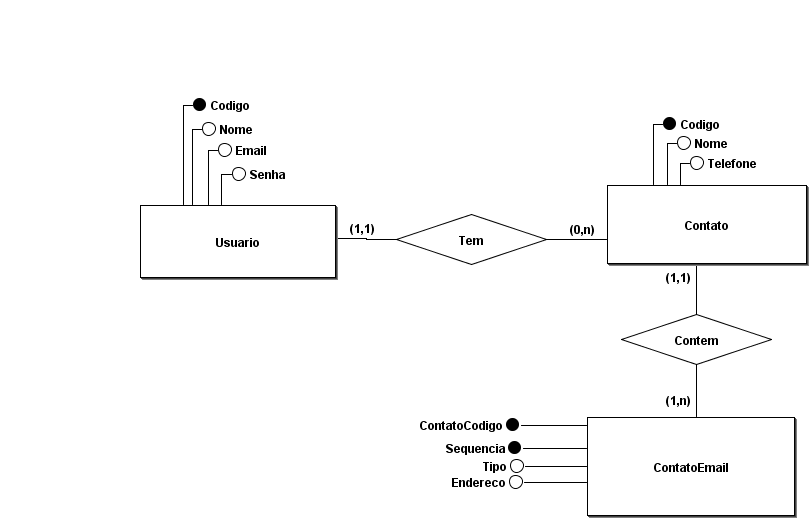 Codigo
Nome
Email
Senha
Usuario
(1,1)
Tem
(0,n)
Codigo
Nome
Telefone
Contato
(1,1)
Contem
(1,n)
ContatoCodigo
Sequencia
Tipo
Endereco
ContatoEmail